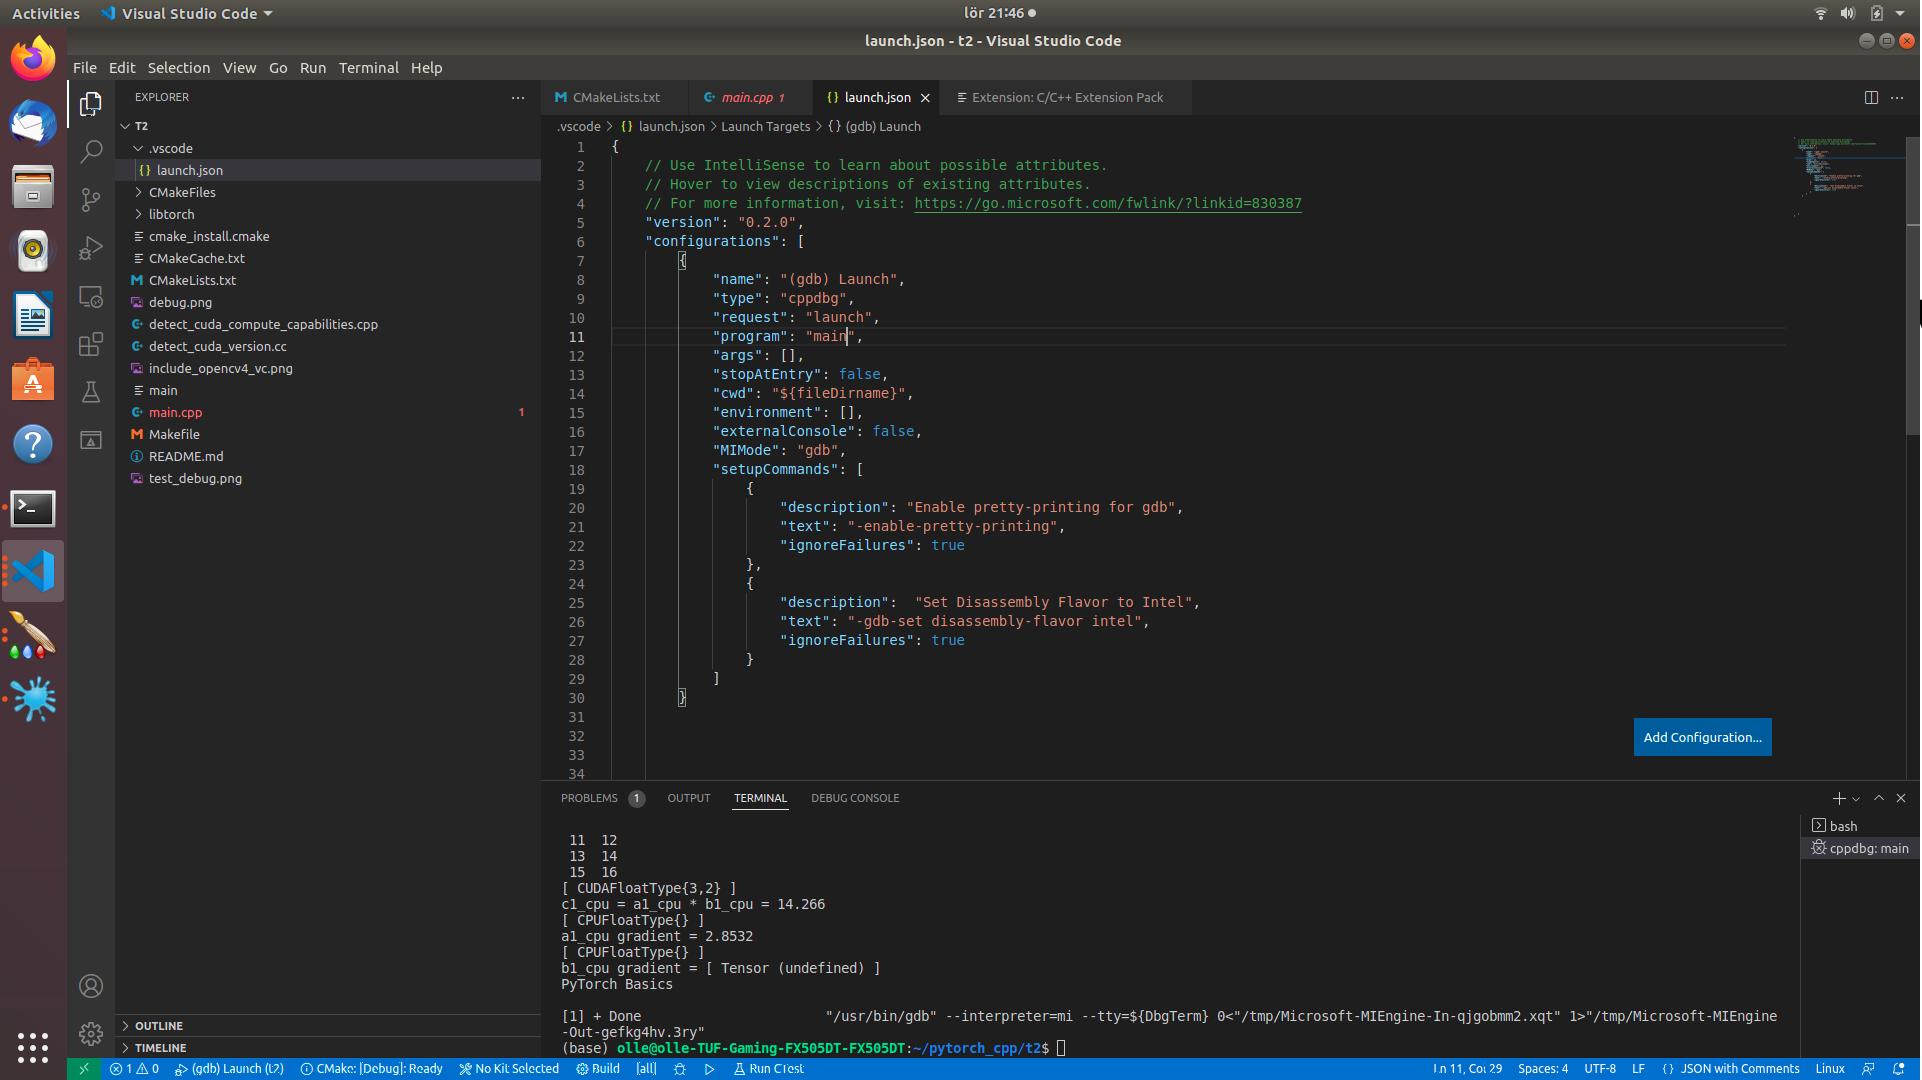 Activities
Visual Studio Code
lör 21:46
launch.json - t2 - Visual Studio Code
File Edit Selection View Go Run Terminal Help
EXPLORER
T2
.vscode
launch.json
CMakeFiles
libtorch
cmake_install.cmake
CMakeCache.txt
CMakeLists.txt
debug.png
detect_cuda_compute_capabilities.cpp
detect_cuda_version.cc
include_opencv4_vc.png
main
main.cpp 1
Makefile
README.md
test_debug.png
OUTLINE
TIMELINE
CMakeLists.txt
main.cpp 1
launch.json
Extension: C/C++ Extension Pack
.vscode > {} launch.json > Launch Targets > {} (gdb) Launch
1 {
2 // Use IntelliSense to learn about possible attributes.
3 // Hover to view descriptions of existing attributes.
4 // For more information, visit: https://go.microsoft.com/fwlink/?linkid=830387
5 "version": "0.2.0",
6 "configurations": [
7 {
8 "name": "(gdb) Launch",
9 "type": "cppdbg",
10 "request": "launch",
11 "program": "main",
12 "args": [],
13 "stopAtEntry": false,
14 "cwd": "${fileDirname}",
15 "environment": [],
16 "externalConsole": false,
17 "MIMode": "gdb",
18 "setupCommands": [
19 {
20 "description": "Enable pretty-printing for gdb",
21 "text": "-enable-pretty-printing",
22 "ignoreFailures": true
23 },
24 {
25 "description":  "Set Disassembly Flavor to Intel",
26 "text": "-gdb-set disassembly-flavor intel",
27 "ignoreFailures": true
28 }
29 ]
30 }
31
32
33
34
Add Configuration...
PROBLEMS 1 OUTPUT TERMINAL DEBUG CONSOLE
11  12
13  14
15  16
[ CUDAFloatType{3,2} ]
c1_cpu = a1_cpu * b1_cpu = 14.266
[ CPUFloatType{} ]
a1_cpu gradient = 2.8532
[ CPUFloatType{} ]
b1_cpu gradient = [ Tensor (undefined) ]
PyTorch Basics
[1] + Done "/usr/bin/gdb" --interpreter=mi --tty=${DbgTerm} 0<"/tmp/Microsoft-MIEngine-In-qjgobmm2.xqt" 1>"/tmp/Microsoft-MIEngine
-Out-gefkg4hv.3ry"
(base) olle@olle-TUF-Gaming-FX505DT-FX505DT:~/pytorch_cpp/t2$
bash
cppdbg: main
1 0 (gdb) Launch (t2) CMake: [Debug]: Ready No Kit Selected Build [all] Run CTest Ln 11, Col 29 Spaces: 4 UTF-8 LF {} JSON with Comments Linux